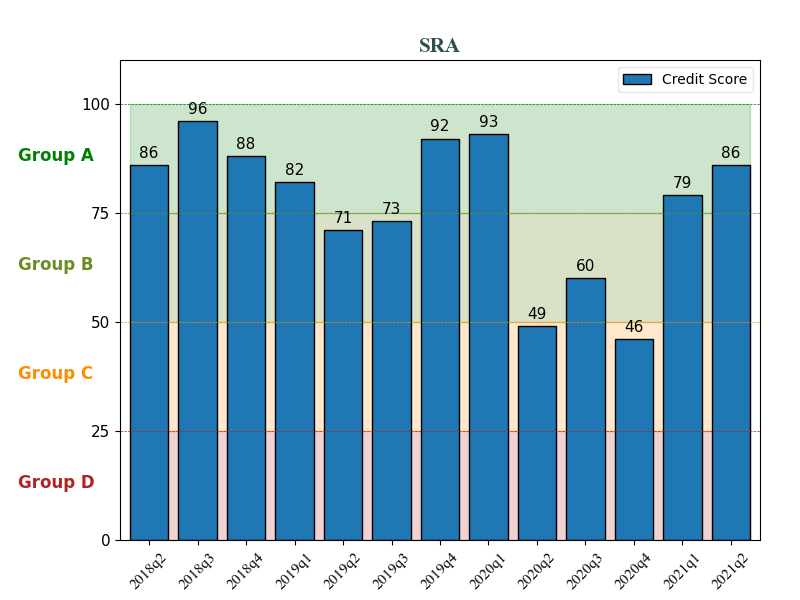 SRA
Credit Score
100
75
50
25
0
Group A
Group B
Group C
Group D
86
96
88
82
71
73
92
93
49
60
46
79
86
2018q2
2018q3
2018q4
2019q1
2019q2
2019q3
2019q4
2020q1
2020q2
2020q3
2020q4
2021q1
2021q2